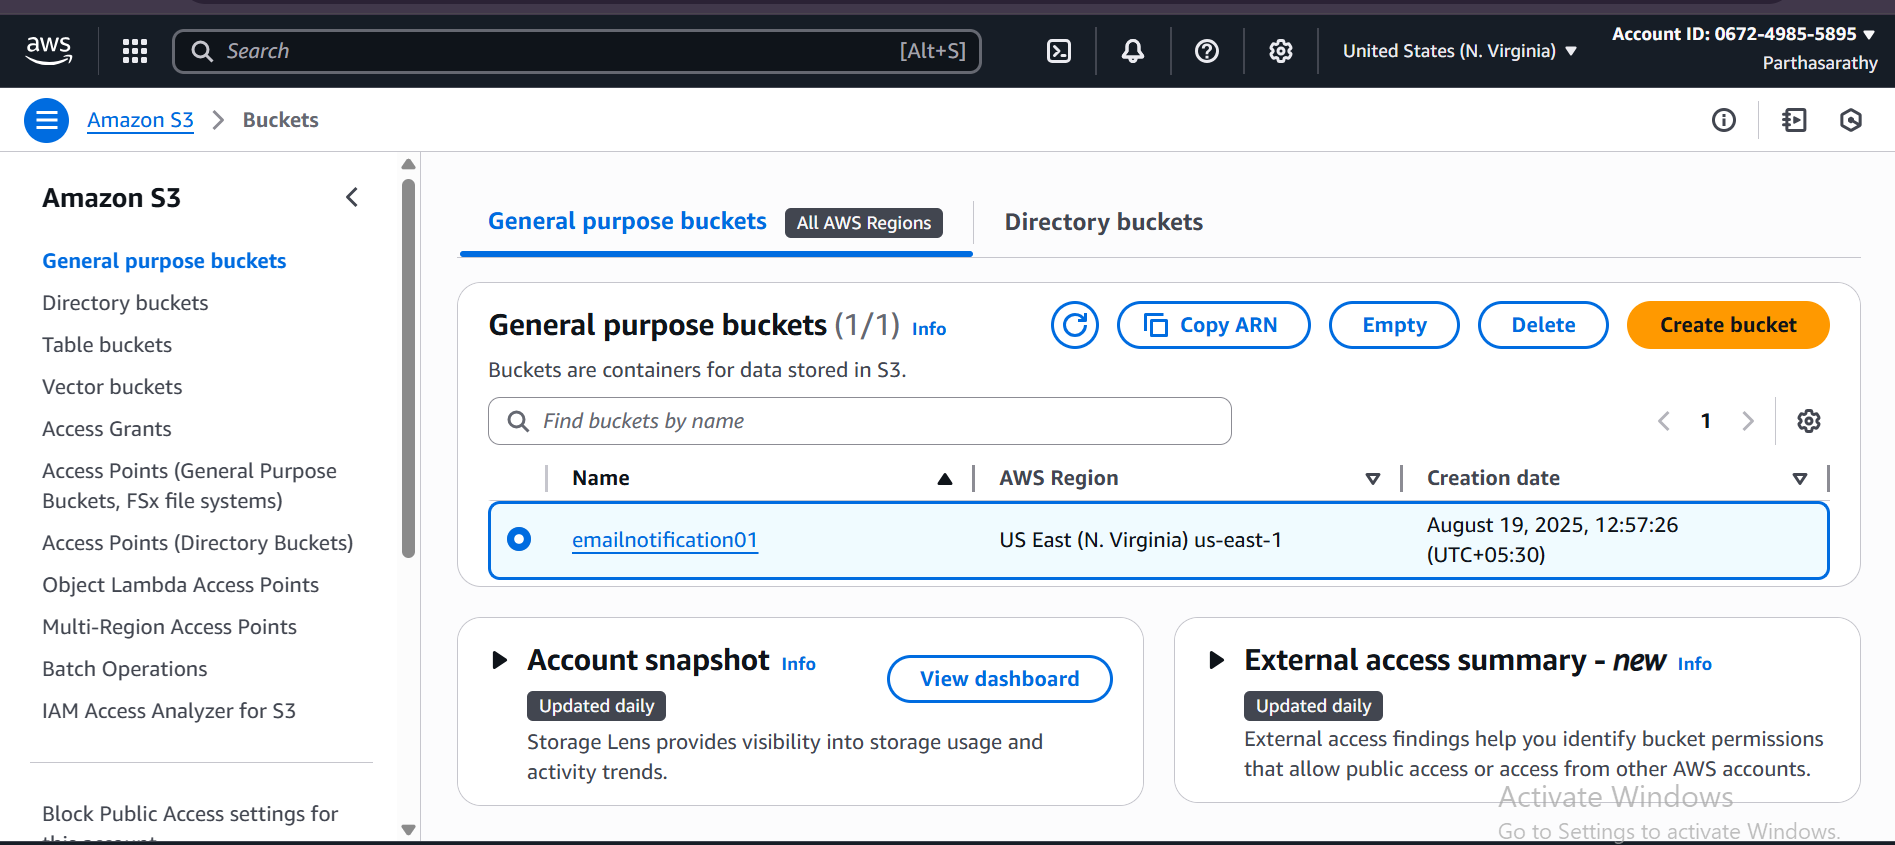 aws
Search
[Alt+S]
United States (N. Virginia)
Account ID: 0672-4985-5895
Parthasarathy
Amazon S3
Buckets
Amazon S3
General purpose buckets
Directory buckets
Table buckets
Vector buckets
Access Grants
Access Points (General Purpose
Buckets, FSx file systems)
Access Points (Directory Buckets)
Object Lambda Access Points
Multi-Region Access Points
Batch Operations
IAM Access Analyzer for S3
Block Public Access settings for
this account
General purpose buckets
All AWS Regions
Directory buckets
General purpose buckets (1/1) Info
Copy ARN
Empty
Delete
Create bucket
Buckets are containers for data stored in S3.
Find buckets by name
1
Name
AWS Region
Creation date
emailnotification01
US East (N. Virginia) us-east-1
August 19, 2025, 12:57:26
(UTC+05:30)
Account snapshot Info
View dashboard
Updated daily
Storage Lens provides visibility into storage usage and
activity trends.
External access summary - new Info
Updated daily
External access findings help you identify bucket permissions
that allow public access or access from other AWS accounts.
Activate Windows
Go to Settings to activate Windows.